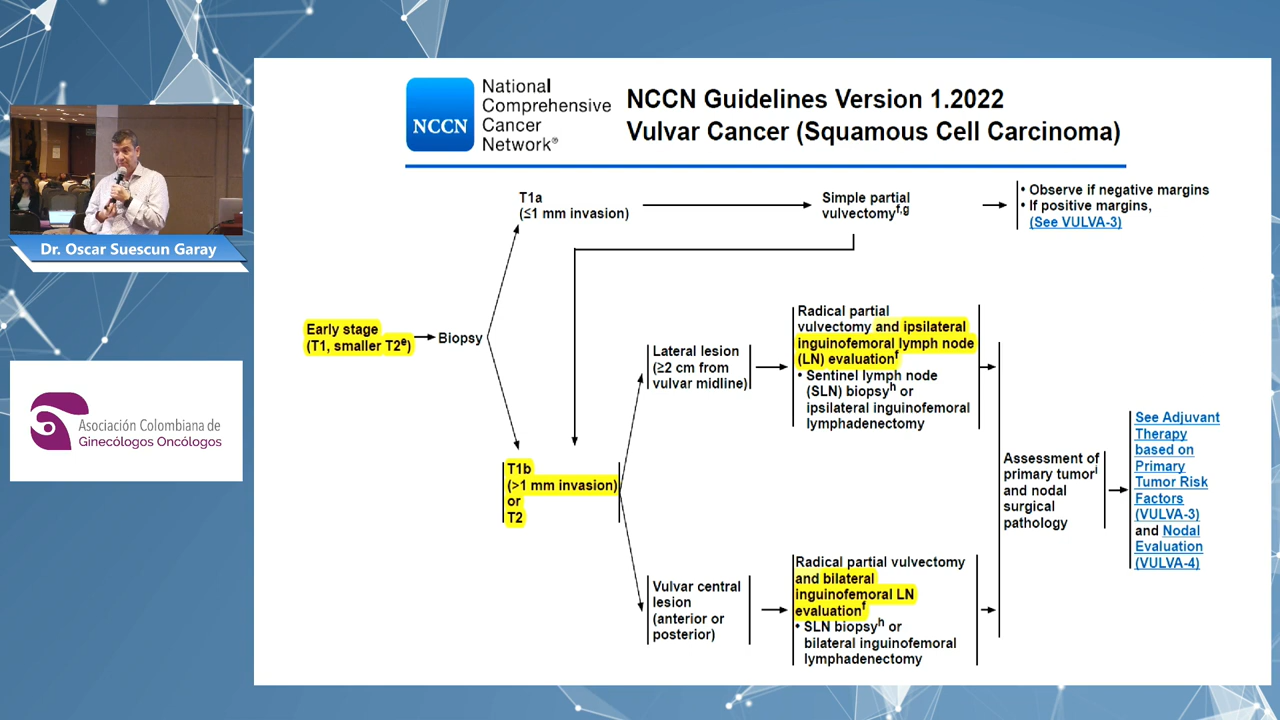 NCCN
National
Comprehensive
Cancer
Network®
NCCN Guidelines Version 1.2022
Vulvar Cancer (Squamous Cell Carcinoma)
Dr. Oscar Suescun Garay
Asociación Colombiana de
Ginecólogos Oncólogos
Early stage
(T1, smaller T2e)
Biopsy
T1a
(≤1 mm invasion)
Simple partial
vulvectomyf,g
• Observe if negative margins
• If positive margins,
(See VULVA-3)
T1b
(>1 mm invasion)
or
T2
Lateral lesion
(≥2 cm from
vulvar midline)
Radical partial
vulvectomy and ipsilateral
inguinofemoral lymph node
(LN) evaluationf
• Sentinel lymph node
(SLN) biopsyh or
ipsilateral inguinofemoral
lymphadenectomy
Vulvar central
lesion
(anterior or
posterior)
Radical partial vulvectomy
and bilateral
inguinofemoral LN
evaluationf
• SLN biopsyh or
bilateral inguinofemoral
lymphadenectomy
Assessment of
primary tumori
and nodal
surgical
pathology
See Adjuvant
Therapy
based on
Primary
Tumor Risk
Factors
(VULVA-3)
and Nodal
Evaluation
(VULVA-4)